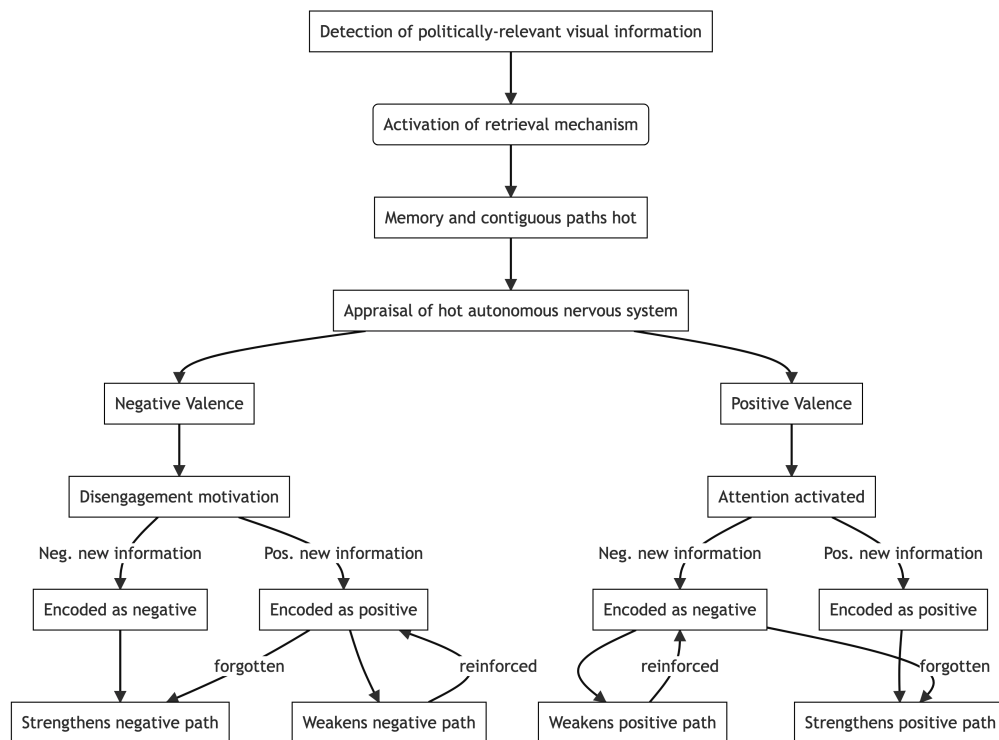 Detection of politically-relevant visual information
Activation of retrieval mechanism
Memory and contiguous paths hot
Appraisal of hot autonomous nervous system
Negative Valence
Positive Valence
Disengagement motivation
Attention activated
Neg. new information
Pos. new information
Neg. new information
Pos. new information
Encoded as negative
Encoded as positive
Encoded as negative
Encoded as positive
forgotten
reinforced
reinforced
forgotten
Strengthens negative path
Weakens negative path
Weakens positive path
Strengthens positive path